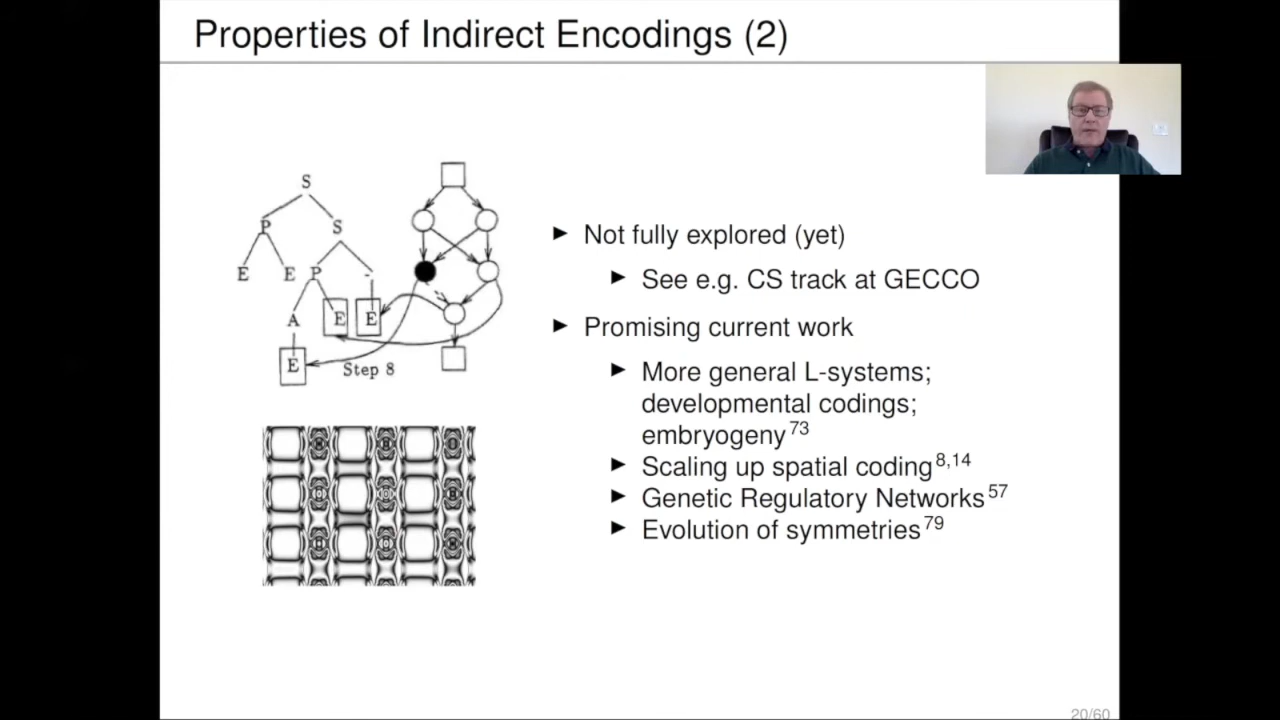 Properties of Indirect Encodings (2)
S
P S
E E P -
A E E
E Step 8
► Not fully explored (yet)
► See e.g. CS track at GECCO
► Promising current work
► More general L-systems;
developmental codings;
embryogeny73
► Scaling up spatial coding8,14
► Genetic Regulatory Networks57
► Evolution of symmetries79
20/60